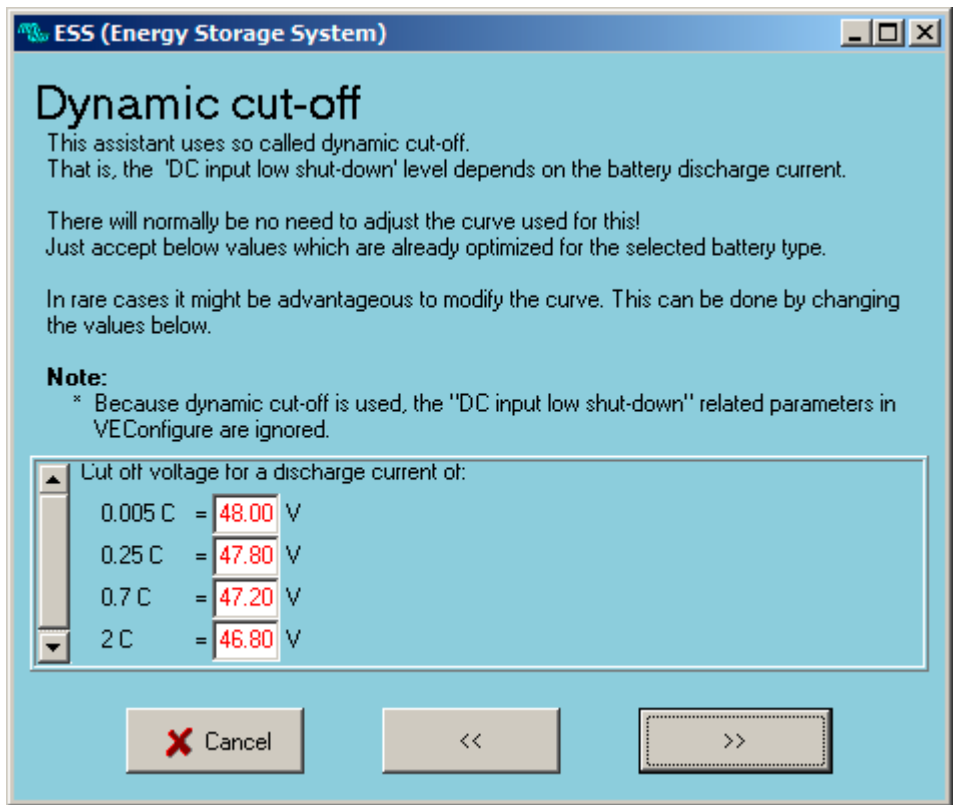 ESS (Energy Storage System)
Dynamic cut-off
This assistant uses so called dynamic cut-off.
That is, the 'DC input low shut-down' level depends on the battery discharge current.
There will normally be no need to adjust the curve used for this!
Just accept below values which are already optimized for the selected battery type.
In rare cases it might be advantageous to modify the curve. This can be done by changing
the values below.
Note:
* Because dynamic cut-off is used, the "DC input low shut-down" related parameters in
VEConfigure are ignored.
Cut off voltage for a discharge current of:
0.005 C = 48.00 V
0.25 C = 47.80 V
0.7 C = 47.20 V
2 C = 46.80 V
Cancel << >>